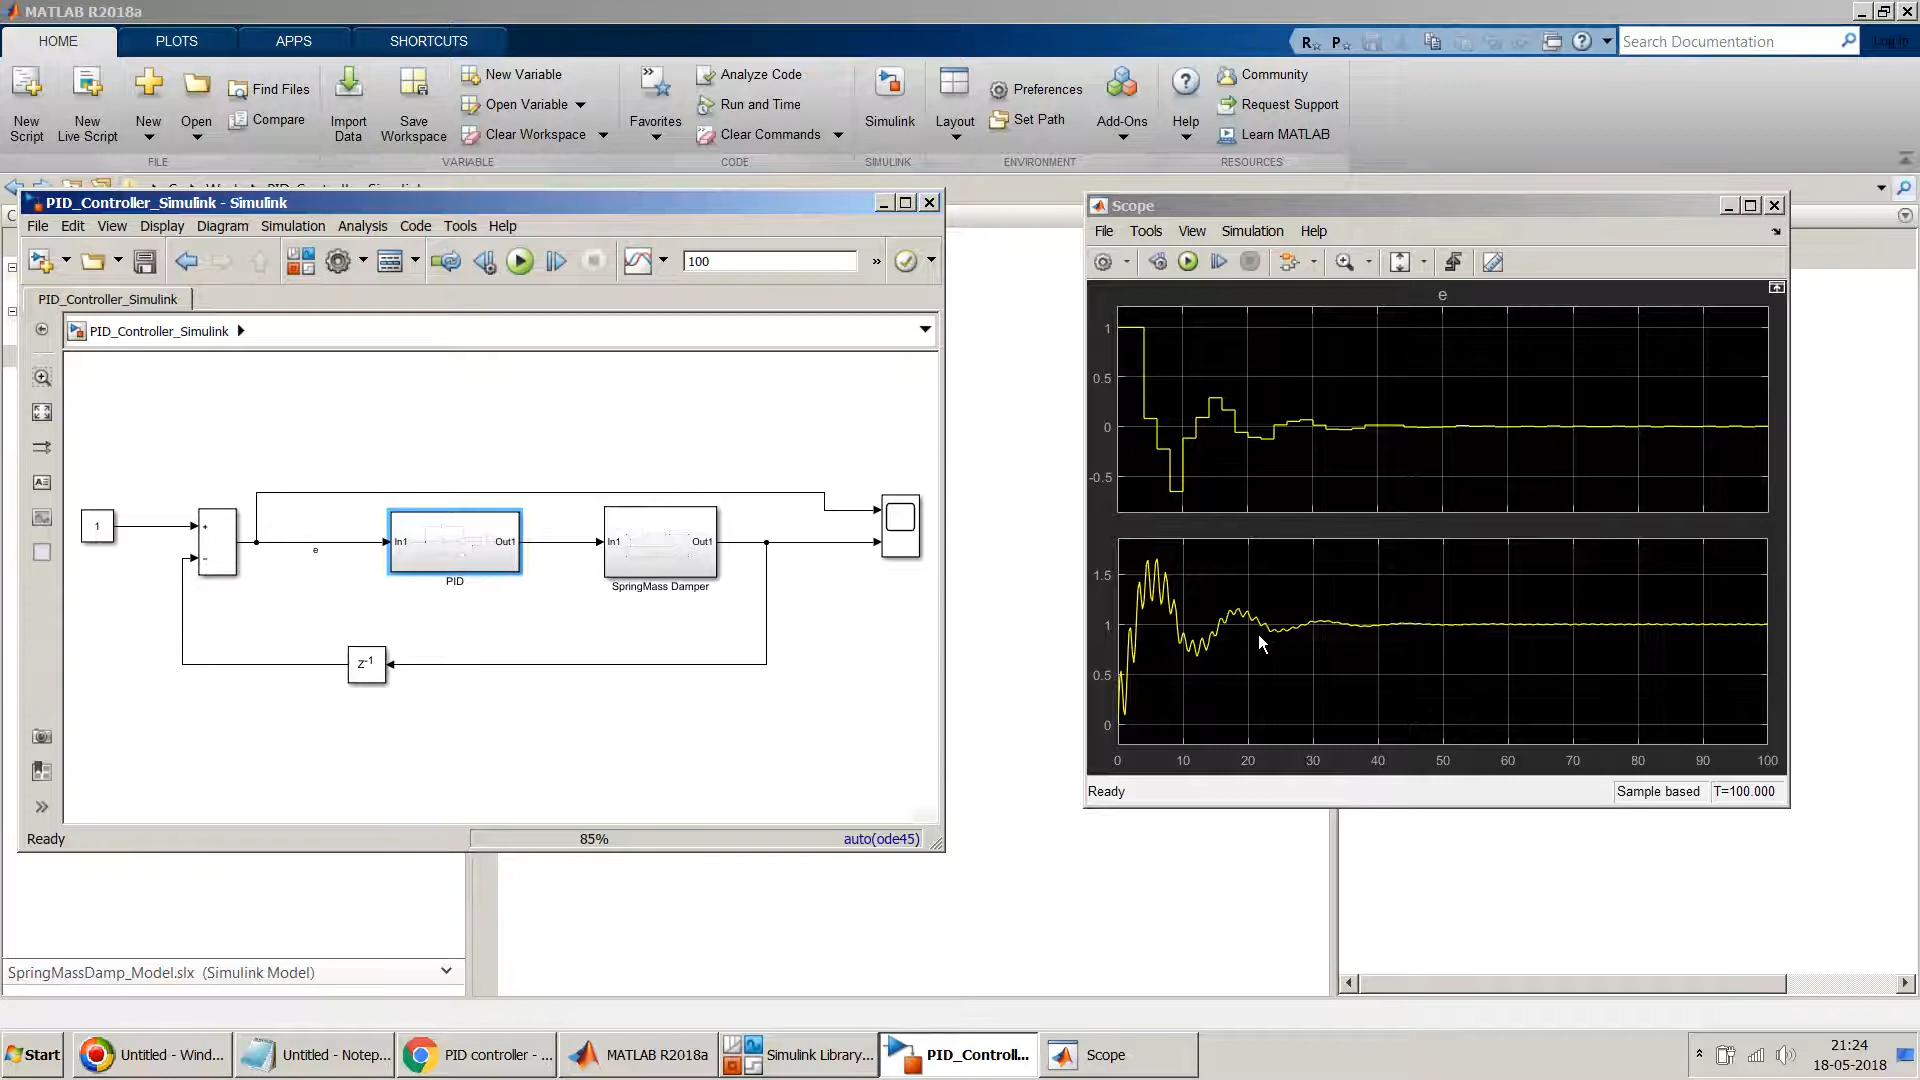 MATLAB R2018a
HOME PLOTS APPS SHORTCUTS
Search Documentation
Log In
New Script
New Live Script
New
Open
Find Files
Compare
Import Data
Save Workspace
New Variable
Open Variable
Clear Workspace
Favorites
Analyze Code
Run and Time
Clear Commands
Simulink
Layout
Preferences
Set Path
Add-Ons
Help
Community
Request Support
Learn MATLAB
FILE VARIABLE CODE SIMULINK ENVIRONMENT RESOURCES
PID_Controller_Simulink - Simulink
File Edit View Display Diagram Simulation Analysis Code Tools Help
100
PID_Controller_Simulink
PID_Controller_Simulink
1
+
−
e
In1 Out1
PID
In1 Out1
SpringMass Damper
Z-1
Ready 85% auto(ode45)
SpringMassDamp_Model.slx (Simulink Model)
Scope
File Tools View Simulation Help
e
1
0.5
0
-0.5
1.5
1
0.5
0
0 10 20 30 40 50 60 70 80 90 100
Ready Sample based T=100.000
Start
Untitled - Wind...
Untitled - Notep...
PID controller - ...
MATLAB R2018a
Simulink Library...
PID_Controll...
Scope
21:24
18-05-2018